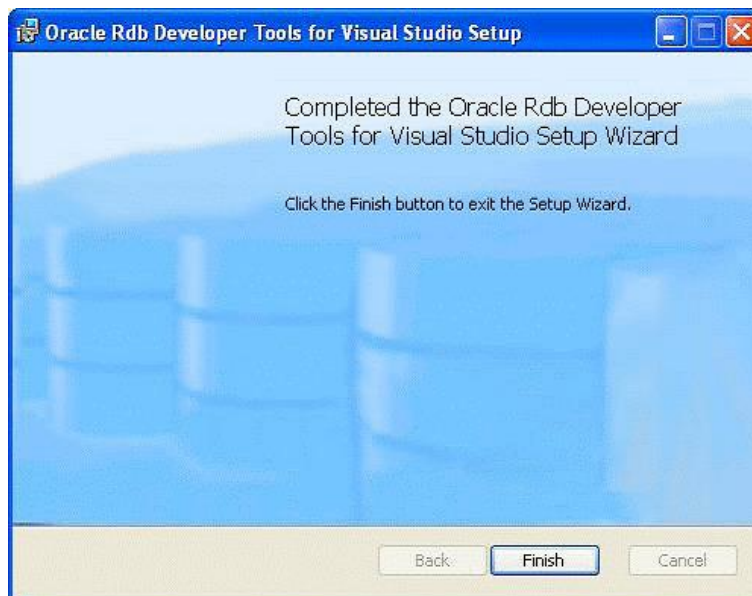 Oracle Rdb Developer Tools for Visual Studio Setup
Completed the Oracle Rdb Developer
Tools for Visual Studio Setup Wizard
Click the Finish button to exit the Setup Wizard.
Back
Finish
Cancel